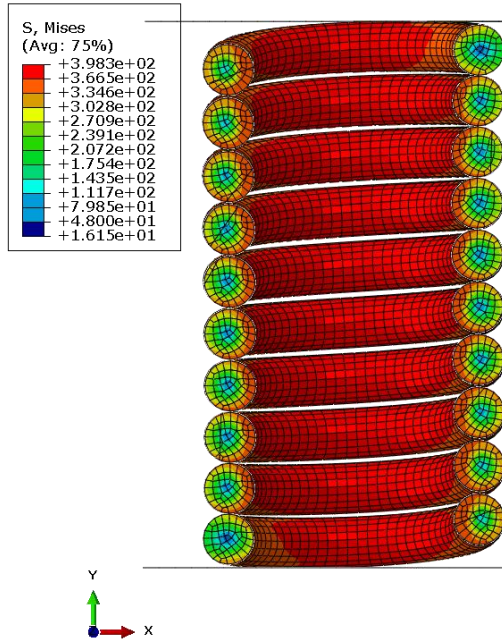 S, Mises
(Avg: 75%)
+3.983e+02
+3.665e+02
+3.346e+02
+3.028e+02
+2.709e+02
+2.391e+02
+2.072e+02
+1.754e+02
+1.435e+02
+1.117e+02
+7.985e+01
+4.800e+01
+1.615e+01
Y
X